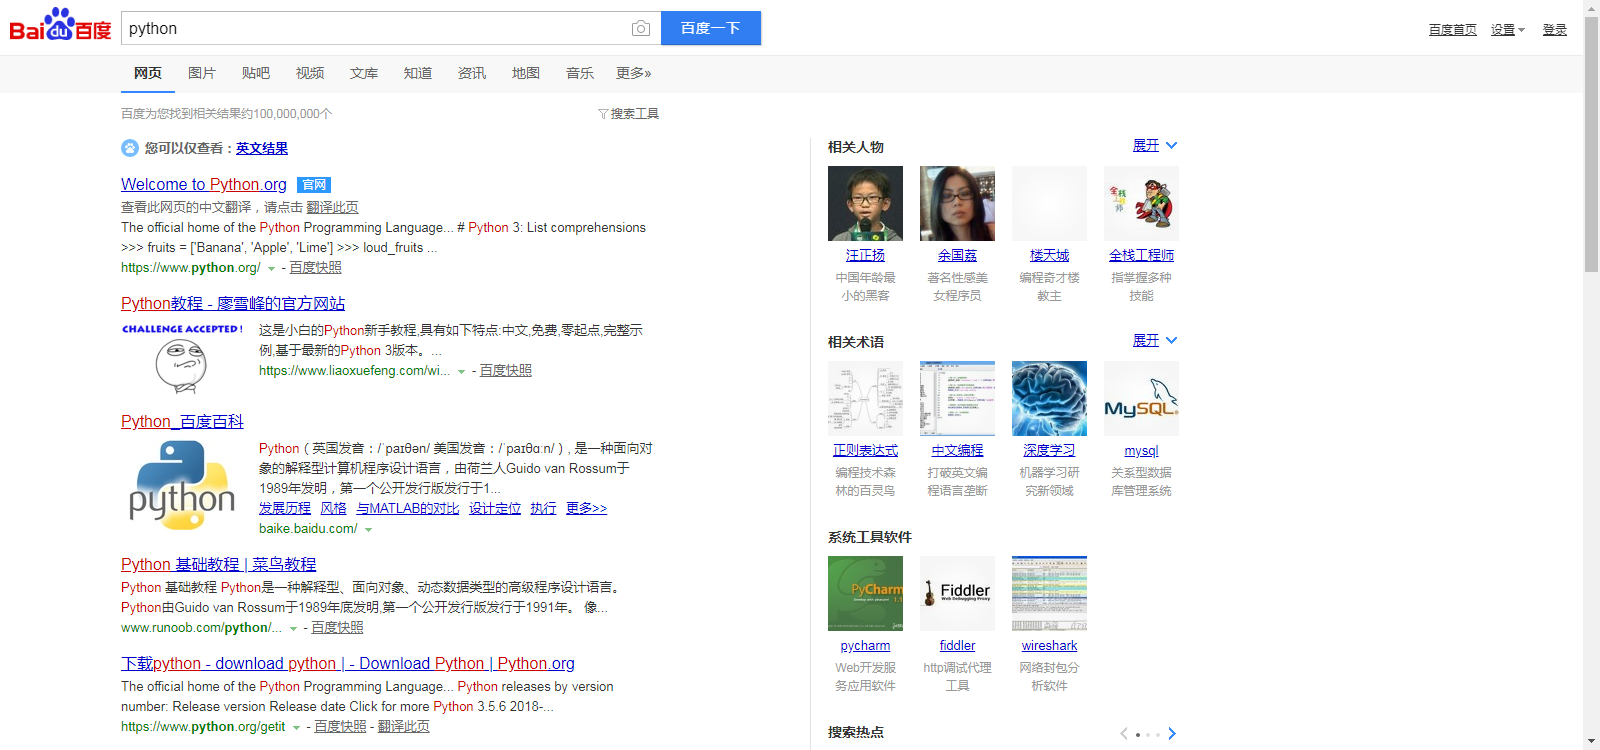 Bai du 百度
python
百度一下
百度首页 设置 登录
网页 图片 贴吧 视频 文库 知道 资讯 地图 音乐 更多»
百度为您找到相关结果约100,000,000个
搜索工具
您可以仅查看：英文结果
Welcome to Python.org 官网
查看此网页的中文翻译，请点击 翻译此页
The official home of the Python Programming Language... # Python 3: List comprehensions
>>> fruits = ['Banana', 'Apple', 'Lime'] >>> loud_fruits ...
https://www.python.org/ - 百度快照
Python教程 - 廖雪峰的官方网站
CHALLENGE ACCEPTED!
这是小白的Python新手教程,具有如下特点:中文,免费,零起点,完整示
例,基于最新的Python 3版本。...
https://www.liaoxuefeng.com/wi... - 百度快照
Python_百度百科
python
Python（英国发音：/ˈpaɪθən/ 美国发音：/ˈpaɪθɑːn/）, 是一种面向对
象的解释型计算机程序设计语言，由荷兰人Guido van Rossum于
1989年发明，第一个公开发行版发行于1...
发展历程 风格 与MATLAB的对比 设计定位 执行 更多>>
baike.baidu.com/
Python 基础教程 | 菜鸟教程
Python 基础教程 Python是一种解释型、面向对象、动态数据类型的高级程序设计语言。
Python由Guido van Rossum于1989年底发明,第一个公开发行版发行于1991年。 像...
www.runoob.com/python/... - 百度快照
下载python - download python | - Download Python | Python.org
The official home of the Python Programming Language... Python releases by version
number: Release version Release date Click for more Python 3.5.6 2018-...
https://www.python.org/getit - 百度快照 - 翻译此页
相关人物 展开
全栈工程师
汪正扬 余国荔 楼天城 全栈工程师
中国年龄最 著名性感美 编程奇才楼 指掌握多种
小的黑客 女程序员 教主 技能
相关术语 展开
MySQL
正则表达式 中文编程 深度学习 mysql
编程技术森 打破英文编 机器学习研 关系型数据
林的百灵鸟 程语言垄断 究新领域 库管理系统
系统工具软件
PyCharm
Fiddler
Web Debugging Proxy
pycharm fiddler wireshark
Web开发服 http调试代理 网络封包分
务应用软件 工具 析软件
搜索热点